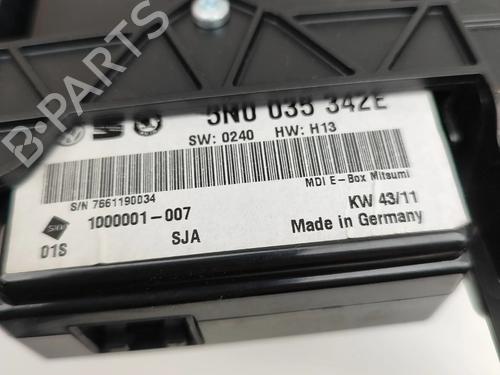 5N0 035 342E
SW: 0240 HW: H13
S/N 7661190034
MDI E-Box Mitsumi
1000001-007
KW 43/11
01S
SJA
Made in Germany
B-PARTS